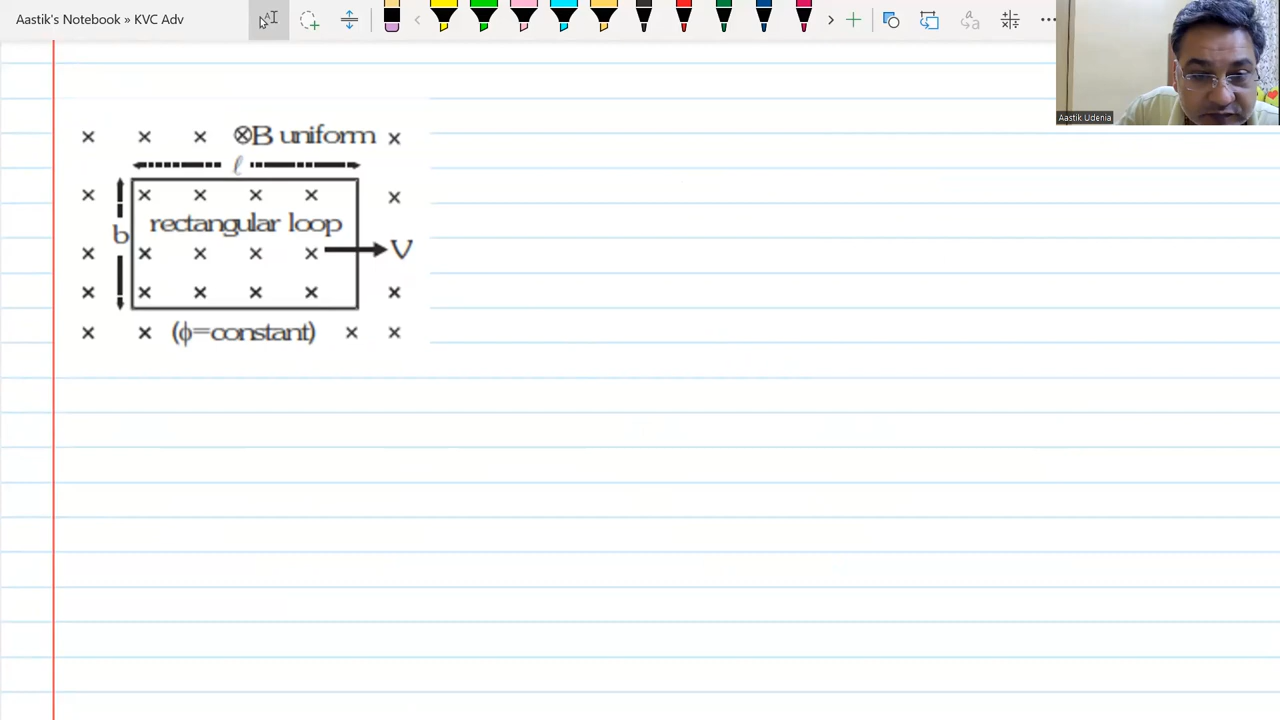 Aastik's Notebook » KVC Adv
Aastik Udenia
⊗B uniform
ℓ
rectangular loop
b
V
(ϕ=constant)